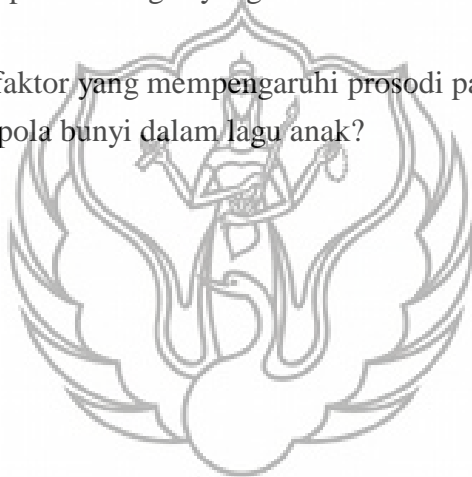 faktor yang mempengaruhi prosodi pa
pola bunyi dalam lagu anak?